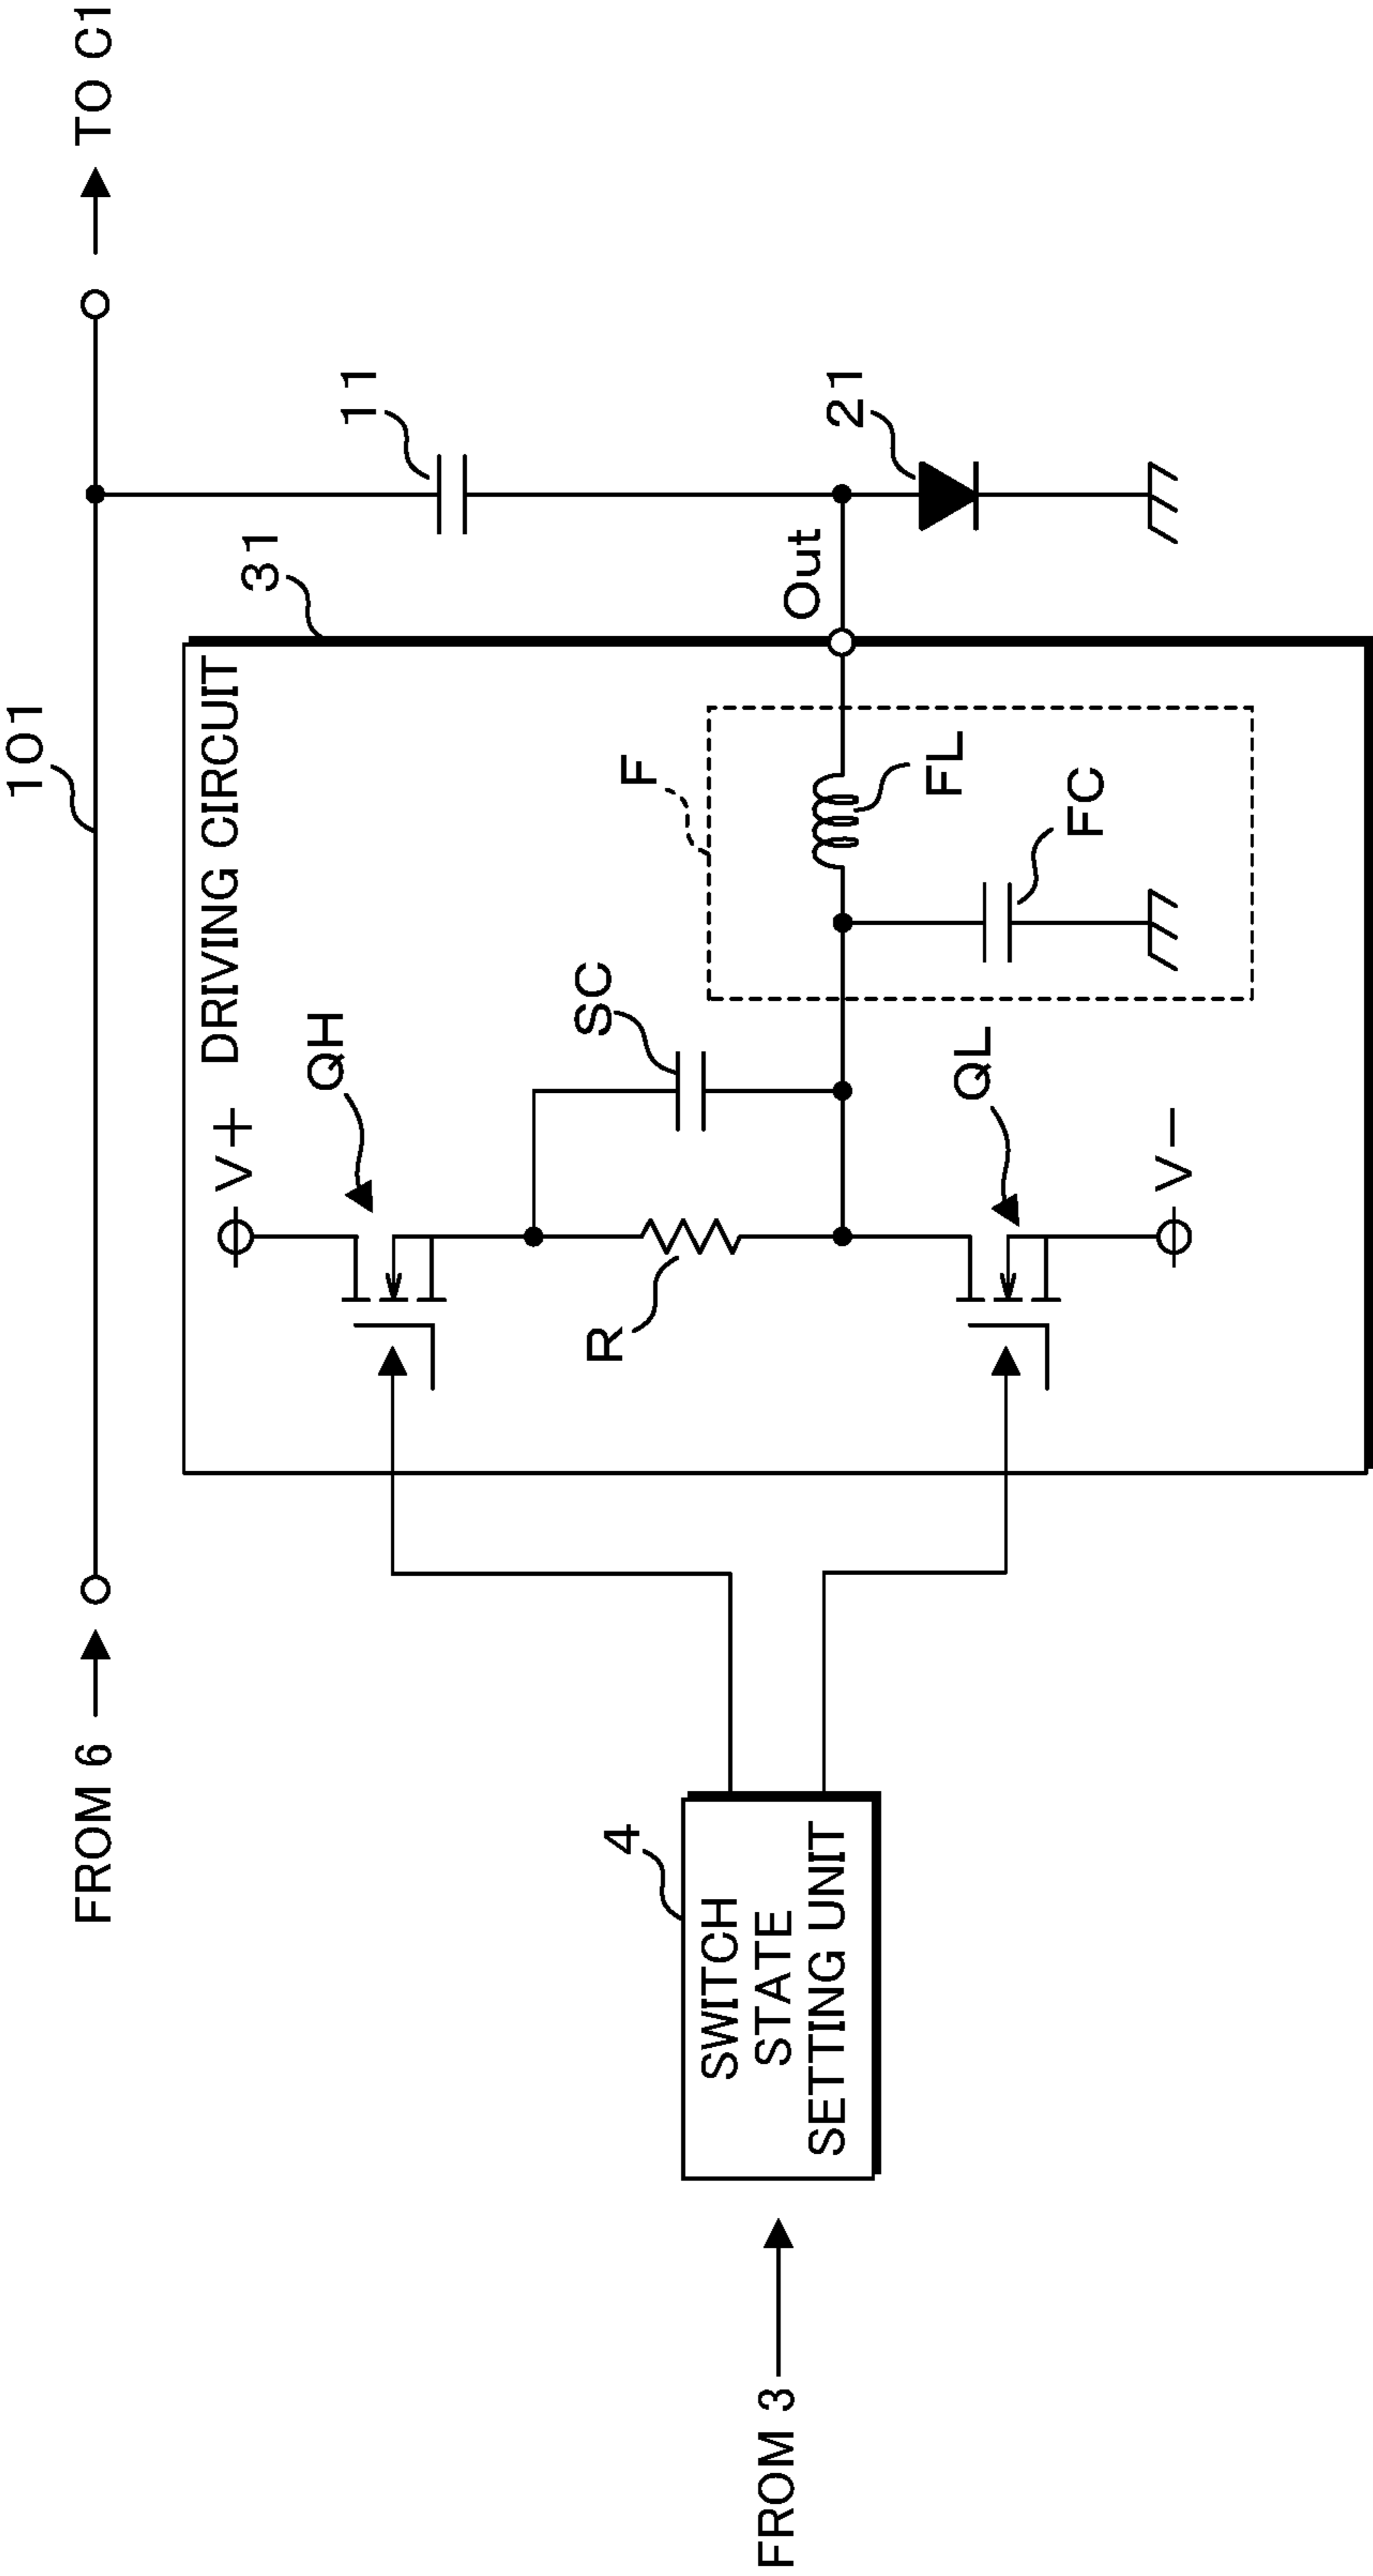 101
FROM 6
TO C1
31
DRIVING CIRCUIT
V+
QH
11
SC
F
R
Out
21
FL
QL
FC
V−
4
SWITCH
STATE
SETTING UNIT
FROM 3